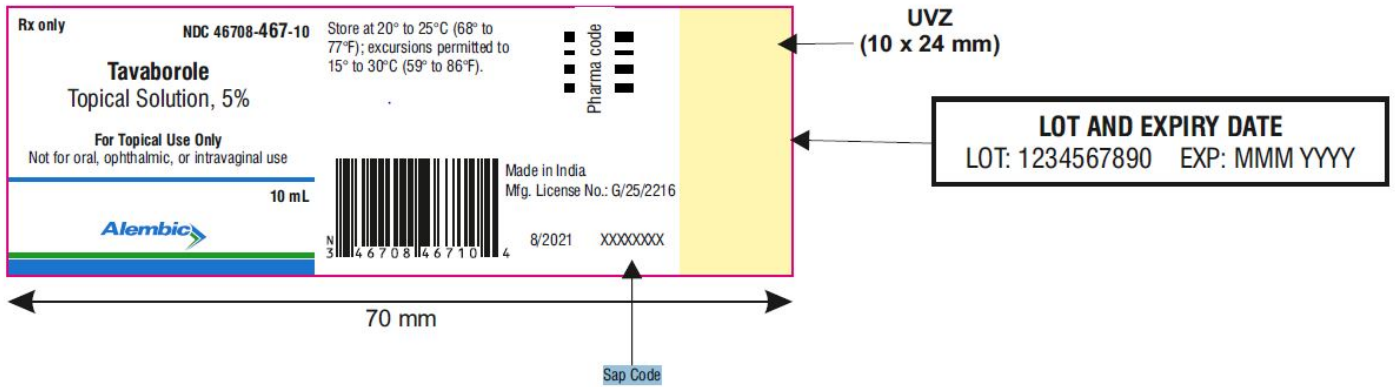 Rx only
NDC 46708-467-10
Tavaborole
Topical Solution, 5%
For Topical Use Only
Not for oral, ophthalmic, or intravaginal use
10 mL
Alembic
Store at 20° to 25°C (68° to
77°F); excursions permitted to
15° to 30°C (59° to 86°F).
Pharma code
N
3 46708 46710 4
Made in India
Mfg. License No.: G/25/2216
8/2021 XXXXXXXX
UVZ
(10 x 24 mm)
LOT AND EXPIRY DATE
LOT: 1234567890 EXP: MMM YYYY
70 mm
Sap Code